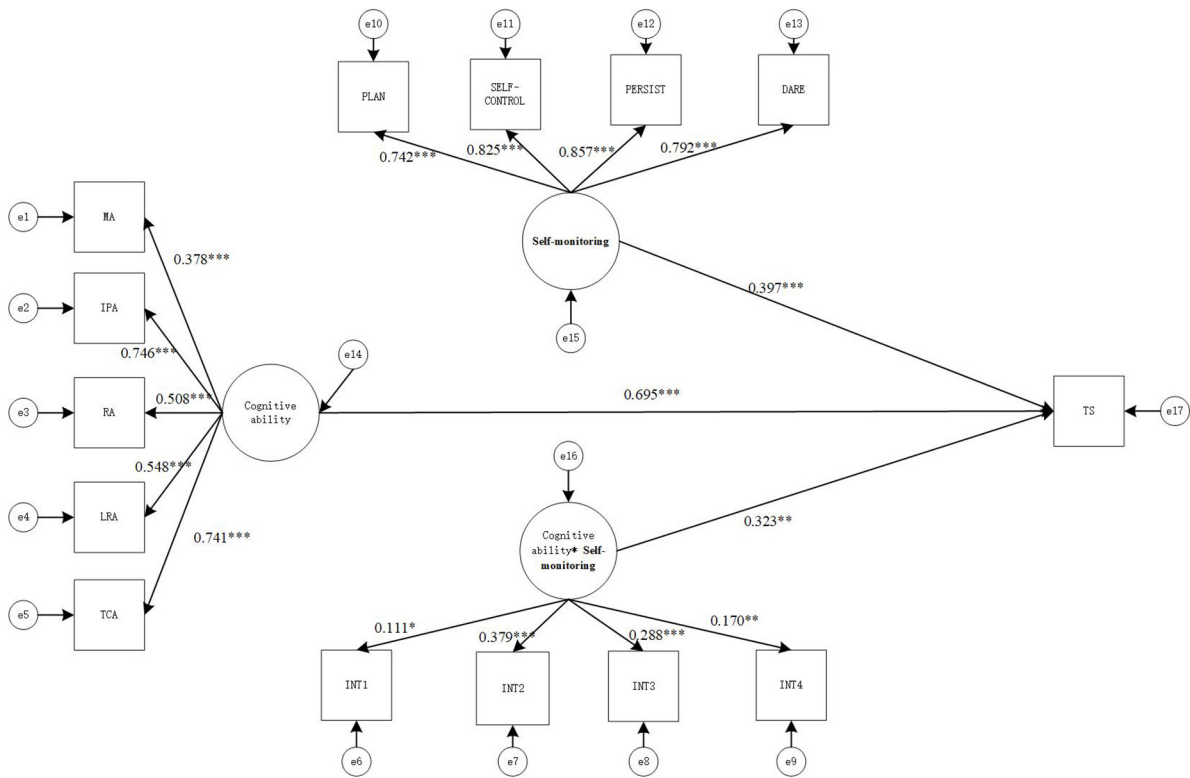 e10
e11
e12
e13
PLAN
SELF-
CONTROL
PERSIST
DARE
0.742***
0.825***
0.857***
0.792***
e1
MA
0.378***
Self-monitoring
0.397***
e2
IPA
0.746***
e15
e14
e3
RA
0.508***
Cognitive
ability
0.695***
TS
e17
e16
0.548***
e4
LRA
0.741***
Cognitive
ability* Self-
monitoring
0.323**
e5
TCA
0.111*
0.379***
0.288***
0.170**
INT1
INT2
INT3
INT4
e6
e7
e8
e9